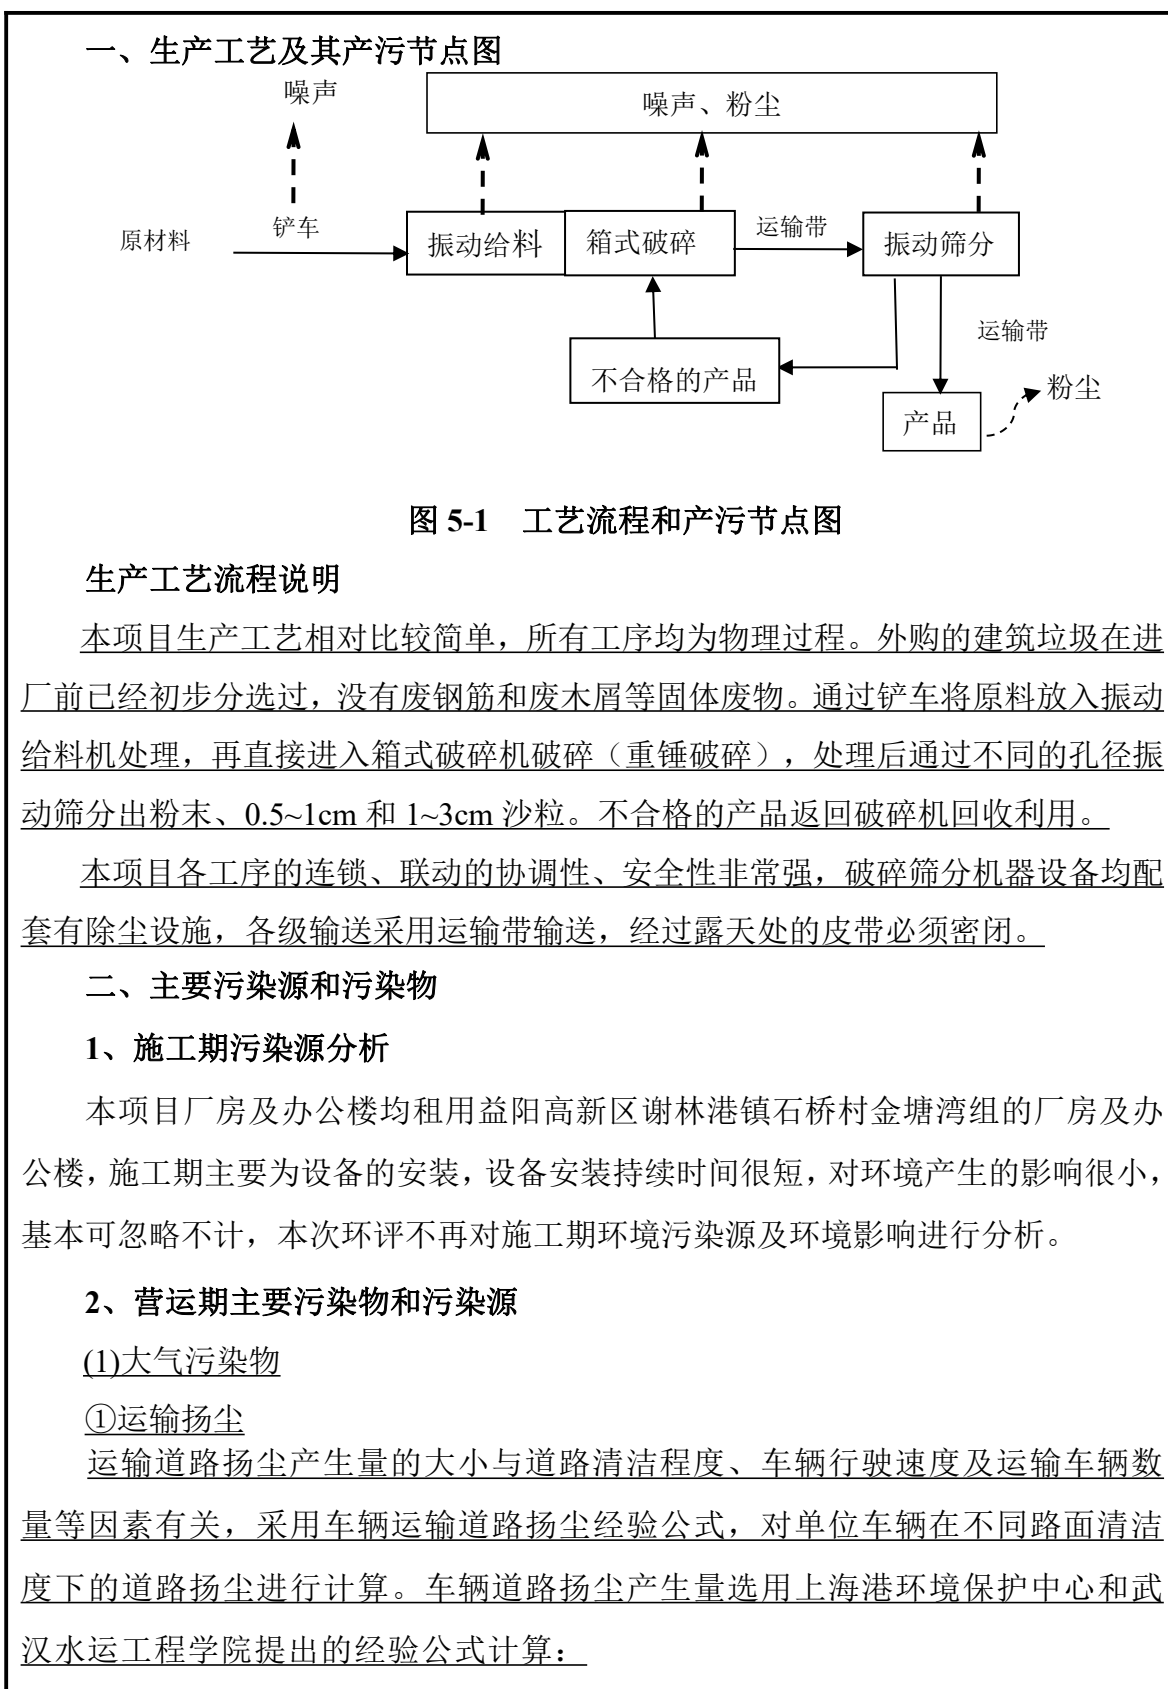 一、生产工艺及其产污节点图
噪声
噪声、粉尘
原材料
铲车
振动给料
箱式破碎
运输带
振动筛分
运输带
不合格的产品
产品
粉尘
图 5-1 工艺流程和产污节点图
生产工艺流程说明
本项目生产工艺相对比较简单，所有工序均为物理过程。外购的建筑垃圾在进
厂前已经初步分选过，没有废钢筋和废木屑等固体废物。通过铲车将原料放入振动
给料机处理，再直接进入箱式破碎机破碎（重锤破碎），处理后通过不同的孔径振
动筛分出粉末、0.5~1cm 和 1~3cm 沙粒。不合格的产品返回破碎机回收利用。
本项目各工序的连锁、联动的协调性、安全性非常强，破碎筛分机器设备均配
套有除尘设施，各级输送采用运输带输送，经过露天处的皮带必须密闭。
二、主要污染源和污染物
1、施工期污染源分析
本项目厂房及办公楼均租用益阳高新区谢林港镇石桥村金塘湾组的厂房及办
公楼，施工期主要为设备的安装，设备安装持续时间很短，对环境产生的影响很小，
基本可忽略不计，本次环评不再对施工期环境污染源及环境影响进行分析。
2、营运期主要污染物和污染源
(1)大气污染物
①运输扬尘
运输道路扬尘产生量的大小与道路清洁程度、车辆行驶速度及运输车辆数
量等因素有关，采用车辆运输道路扬尘经验公式，对单位车辆在不同路面清洁
度下的道路扬尘进行计算。车辆道路扬尘产生量选用上海港环境保护中心和武
汉水运工程学院提出的经验公式计算：